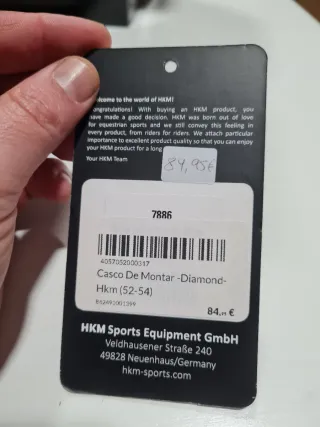 Welcome to the world of HKM!
Congratulations! With buying an HKM product, you
have made a good decision. HKM was born out of love
for equestrian sports and we still convey this feeling in
every product, from riders for riders. We attach particular
importance to excellent product quality so that you can enjoy
your HKM product for a long
Your HKM Team
39,95€
7886
4057052000317
Casco De Montar -Diamond-
Hkm (52-54)
84,ⁿ €
HKM Sports Equipment GmbH
Veldhausener Straße 240
49828 Neuenhaus/Germany
hkm-sports.com